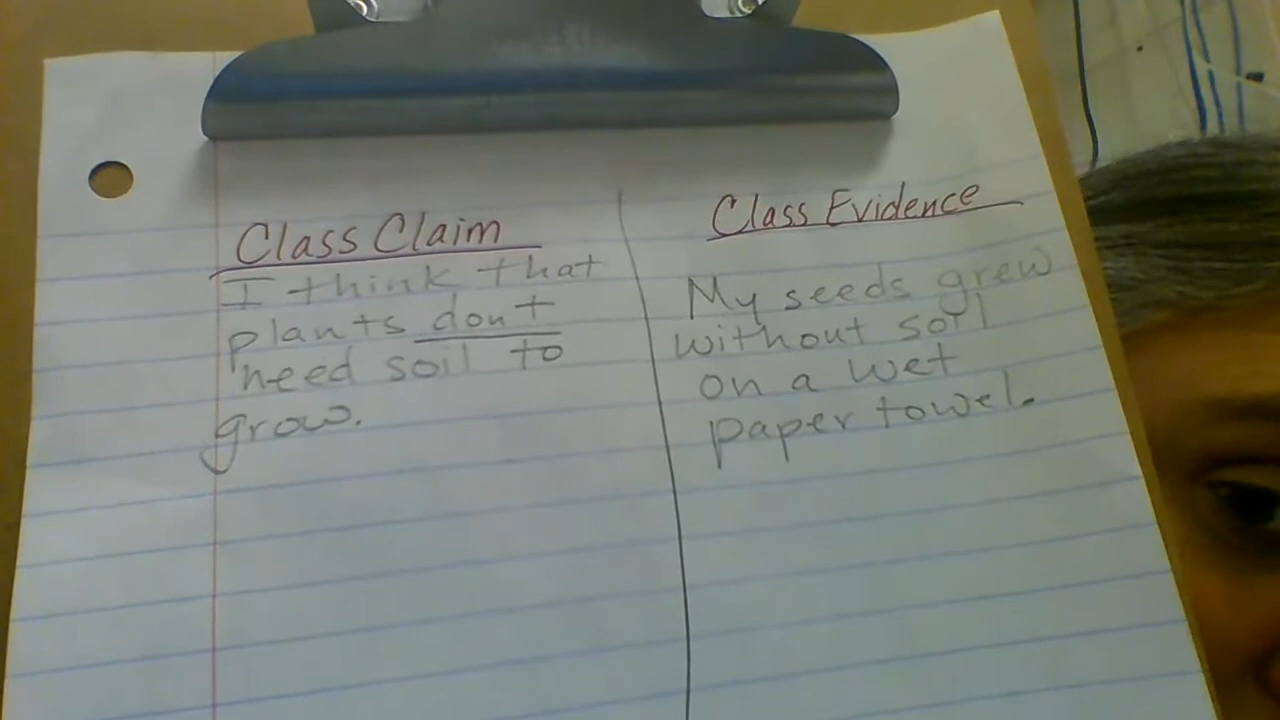 Class Claim
I think that
plants dont
need soil to
grow.
Class Evidence
My seeds grew
without soil
on a wet
paper towel.